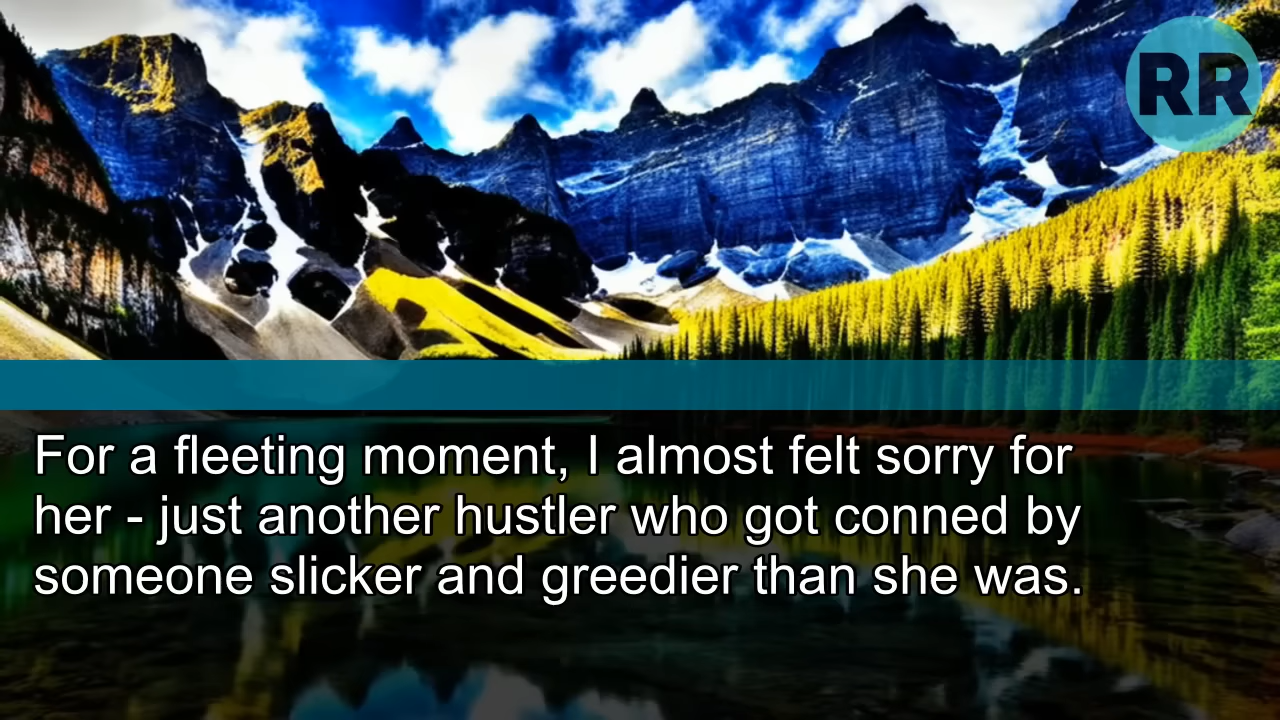 RR
For a fleeting moment, I almost felt sorry for
her - just another hustler who got conned by
someone slicker and greedier than she was.